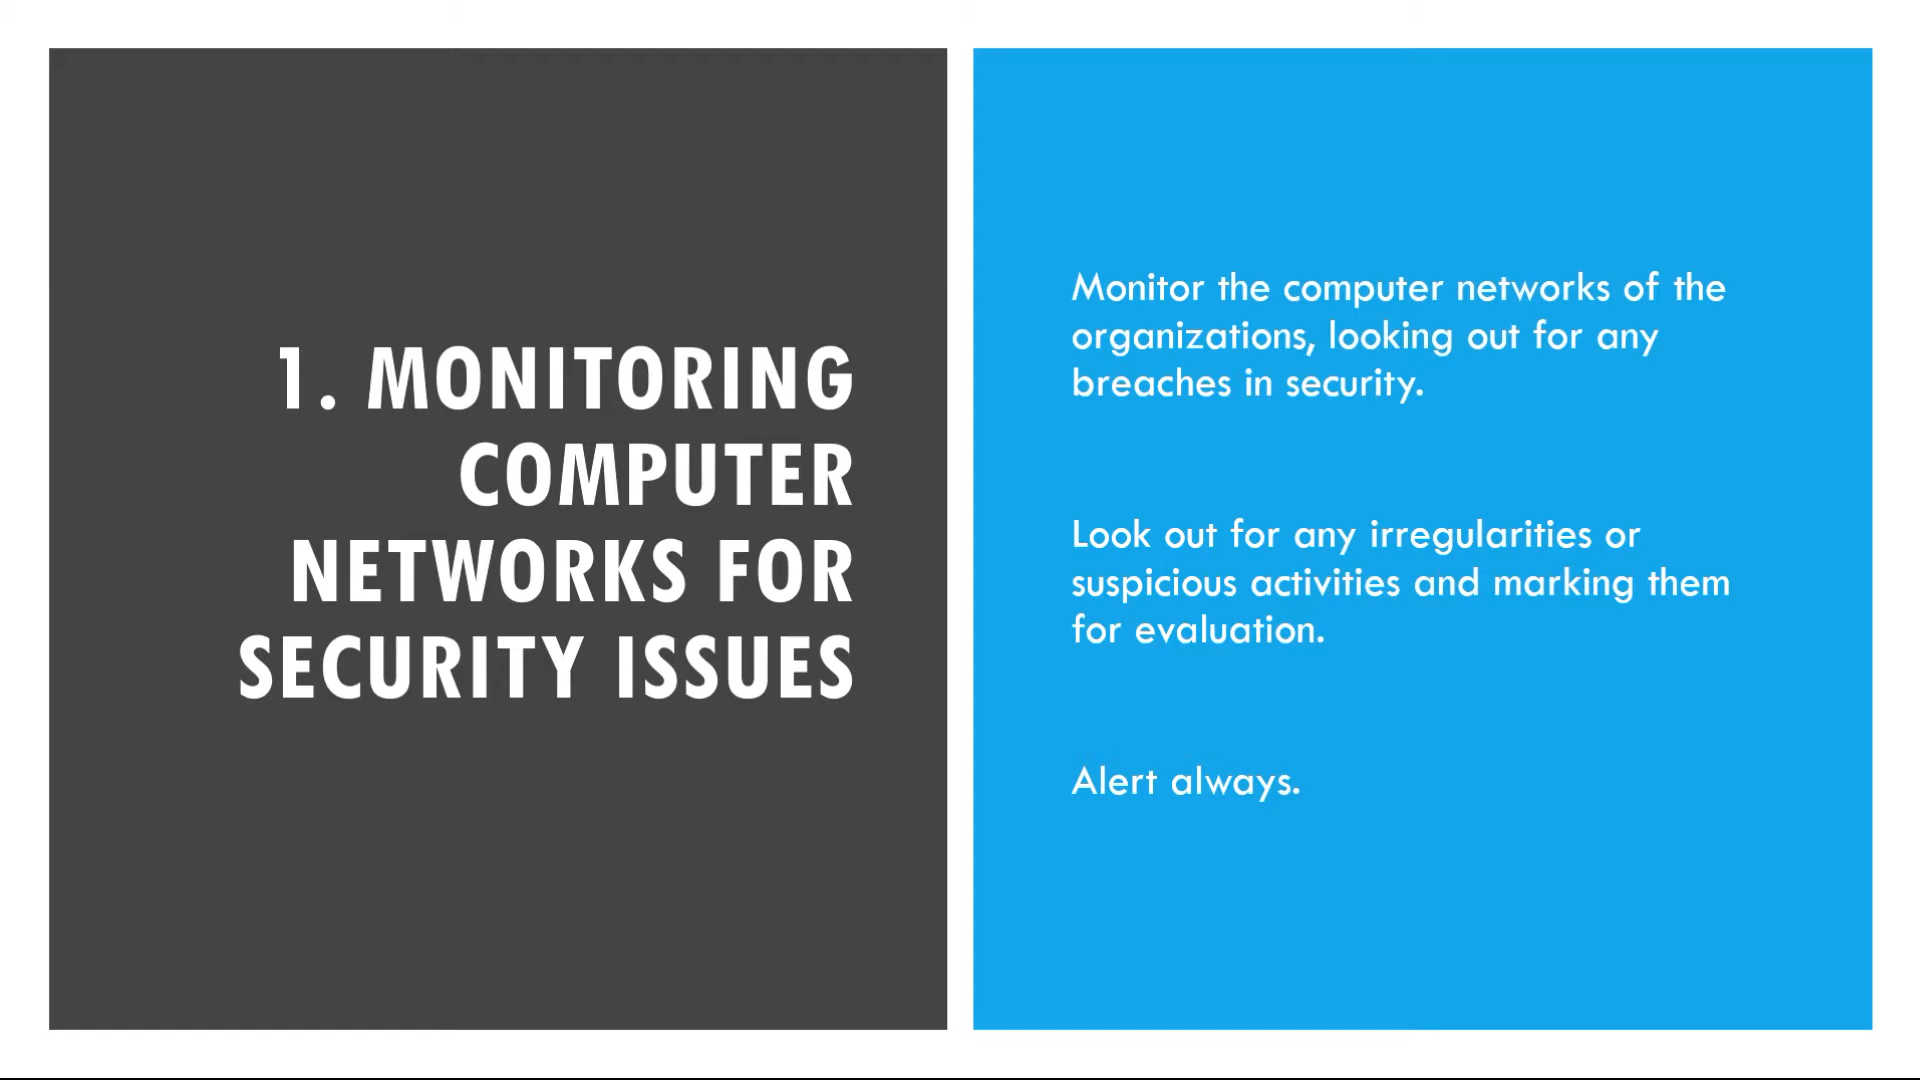 1. MONITORING
COMPUTER
NETWORKS FOR
SECURITY ISSUES
Monitor the computer networks of the
organizations, looking out for any
breaches in security.
Look out for any irregularities or
suspicious activities and marking them
for evaluation.
Alert always.